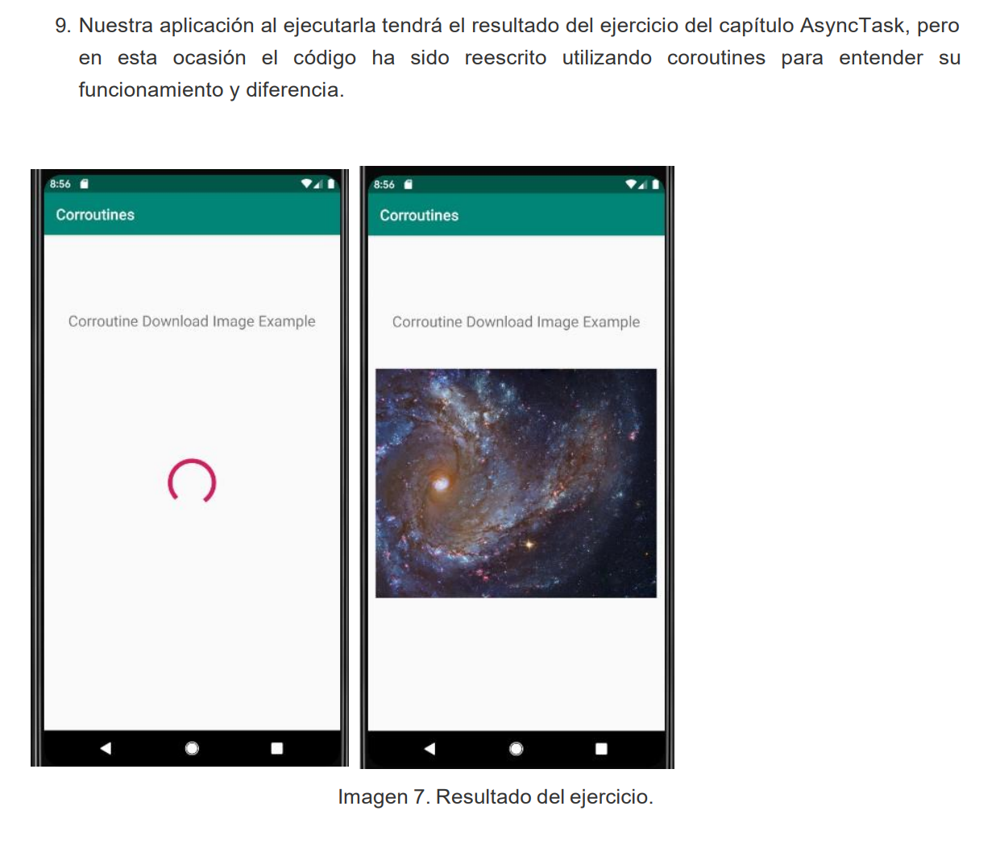 9. Nuestra aplicación al ejecutarla tendrá el resultado del ejercicio del capítulo AsyncTask, pero
en esta ocasión el código ha sido reescrito utilizando coroutines para entender su
funcionamiento y diferencia.
8:56
Corroutines
Corroutine Download Image Example
8:56
Corroutines
Corroutine Download Image Example
Imagen 7. Resultado del ejercicio.